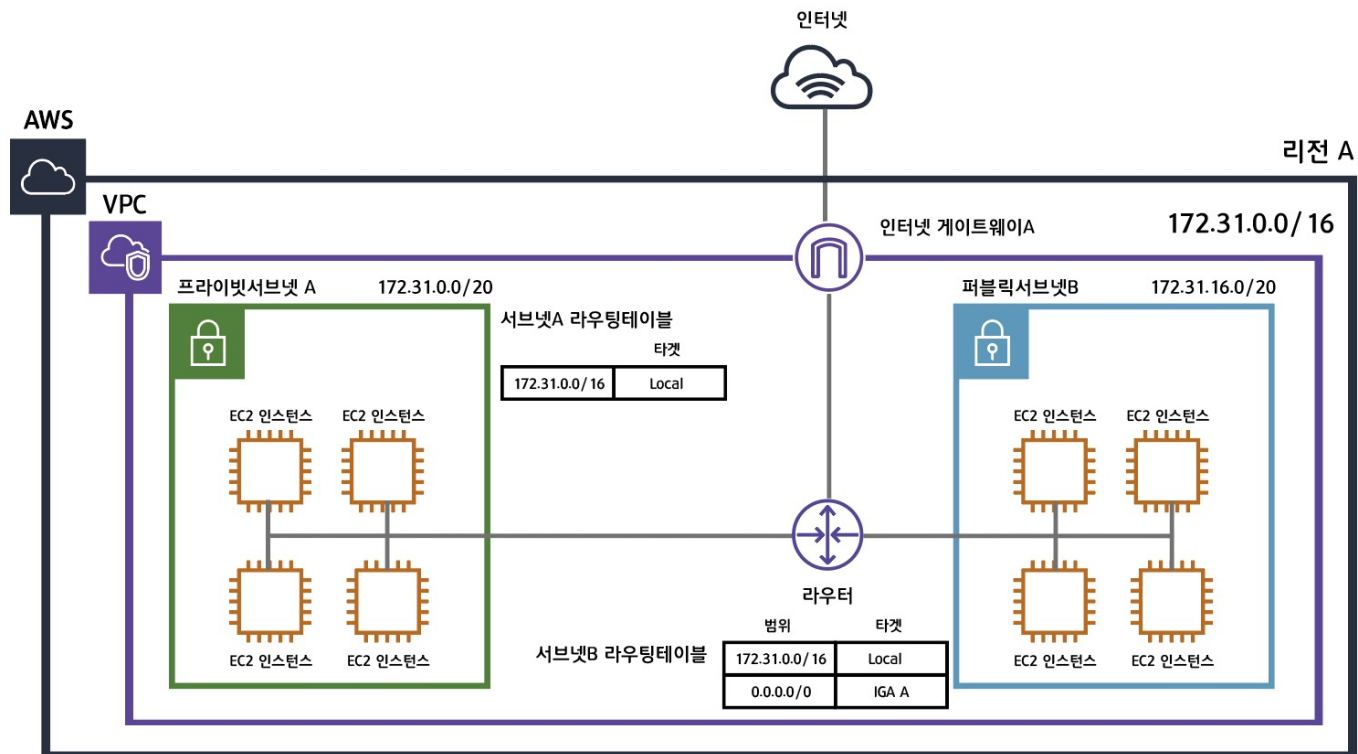 인터넷
AWS
리전 A
VPC
인터넷 게이트웨이A
172.31.0.0/ 16
프라이빗서브넷 A
172.31.0.0/20
퍼블릭서브넷B
172.31.16.0/20
서브넷A 라우팅테이블
타겟
172.31.0.0/ 16
Local
EC2 인스턴스
EC2 인스턴스
EC2 인스턴스
EC2 인스턴스
라우터
범위
타겟
서브넷B 라우팅테이블
172.31.0.0/ 16
Local
0.0.0.0/0
IGA A
EC2 인스턴스
EC2 인스턴스
EC2 인스턴스
EC2 인스턴스